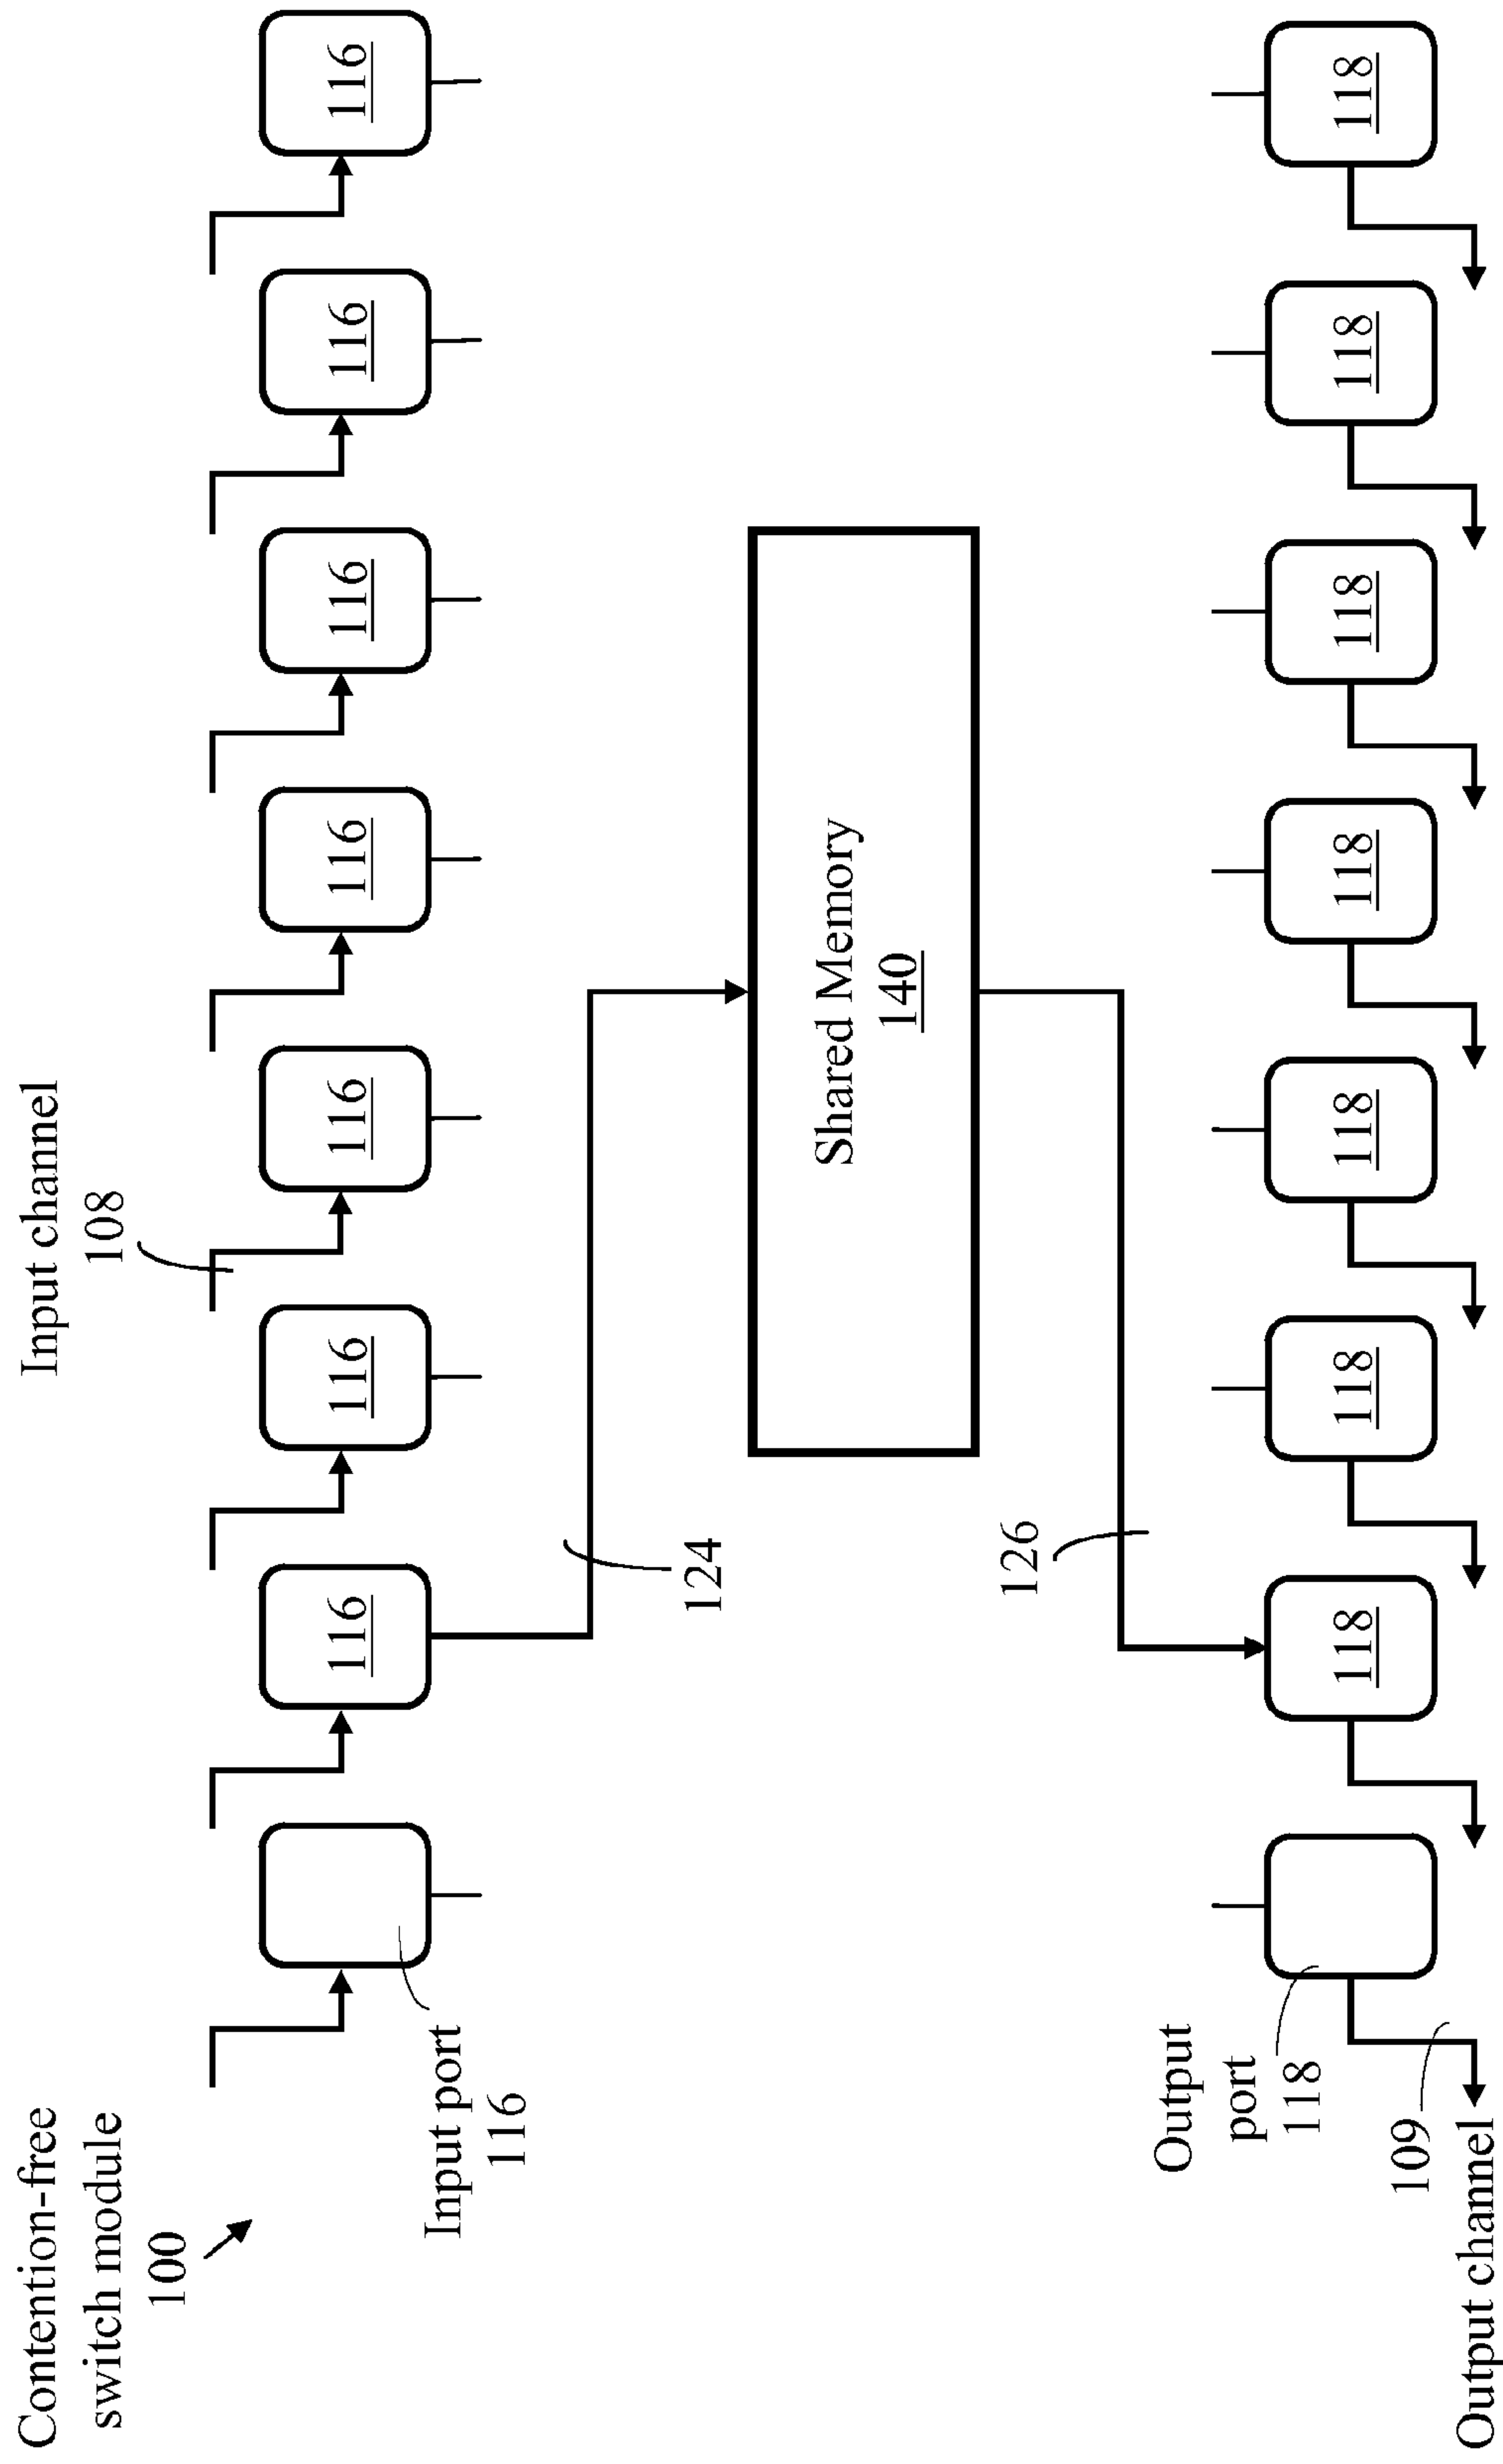 Contention-free
switch module
100
Input channel
108
116
116
116
116
116
116
116
Input port
116
124
Shared Memory
140
126
Output
port
118
118
118
118
118
118
118
118
109
Output channel